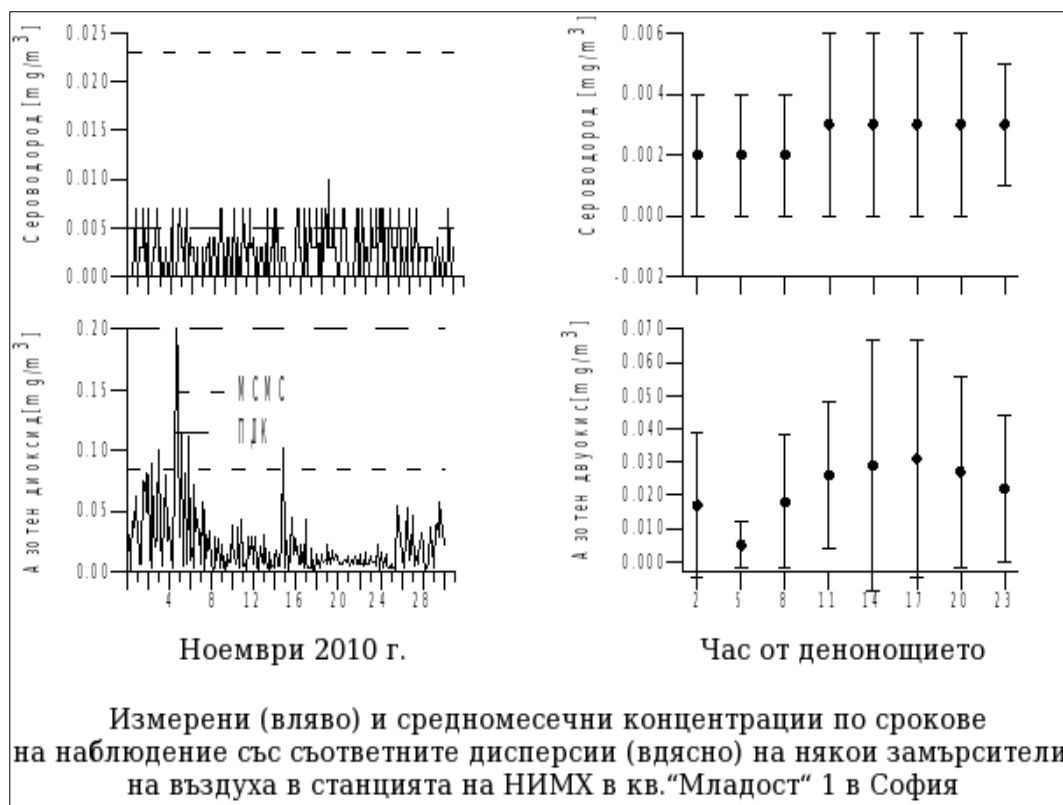 Сероводород [mg/m³]
0.025
0.020
0.015
0.010
0.005
0.000
Сероводород [mg/m³]
0.006
0.004
0.002
0.000
-0.002
Азотен диоксид[mg/m³]
0.20
0.15
0.10
0.05
0.00
МСМС
ПДК
4 8 12 16 20 24 28
Ноември 2010 г.
Азотен двуокис[mg/m³]
0.070
0.060
0.050
0.040
0.030
0.020
0.010
0.000
2 5 8 11 14 17 20 23
Час от денонощието
Измерени (вляво) и средномесечни концентрации по срокове
на наблюдение със съответните дисперсии (вдясно) на някои замърсители
на въздуха в станцията на НИМХ в кв.“Младост“ 1 в София